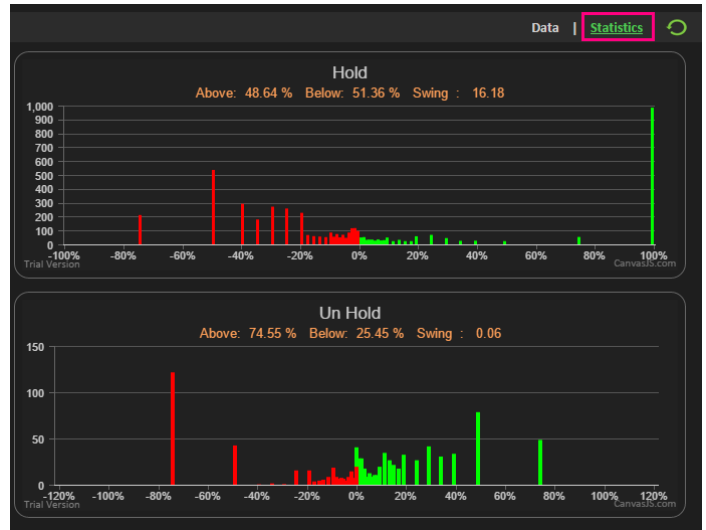 Data | Statistics
Hold
Above: 48.64 % Below: 51.36 % Swing : 16.18
1,000
900
800
700
600
500
400
300
200
100
0
-100% -80% -60% -40% -20% 0% 20% 40% 60% 80% 100%
Trial Version CanvasJS.com
Un Hold
Above: 74.55 % Below: 25.45 % Swing : 0.06
150
100
50
0
-120% -100% -80% -60% -40% -20% 0% 20% 40% 60% 80% 100% 120%
Trial Version CanvasJS.com